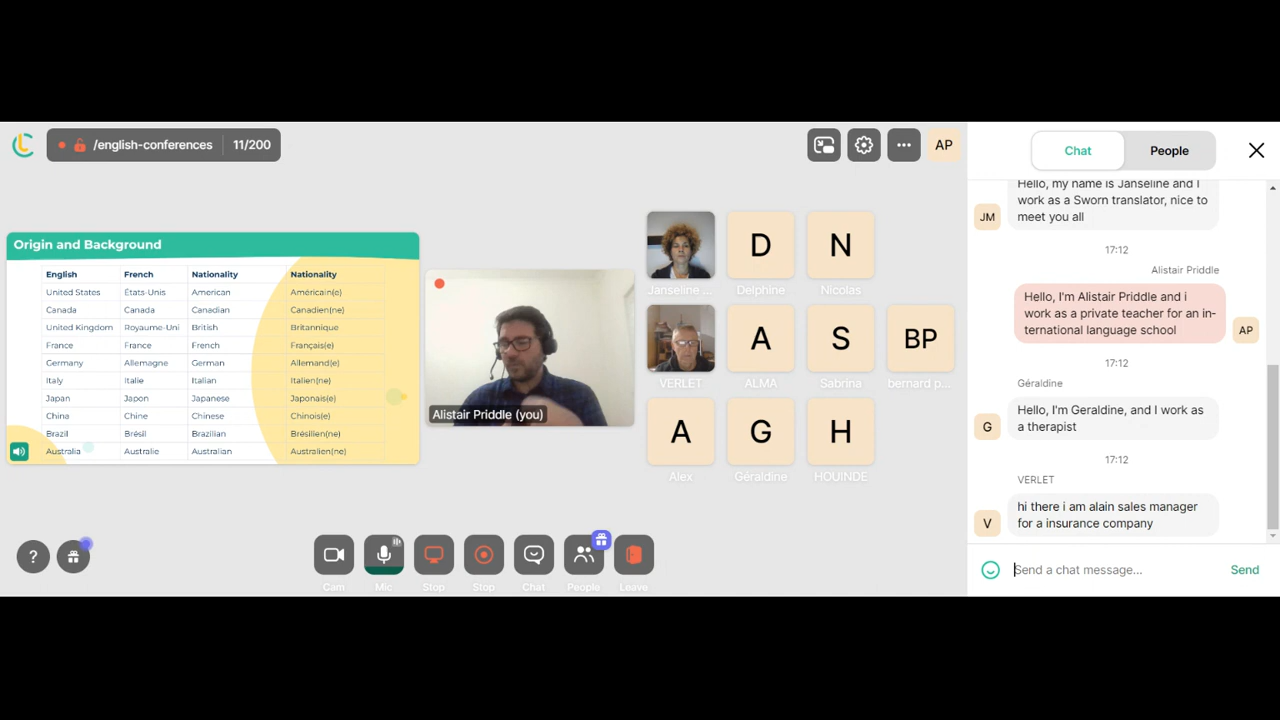 /english-conferences 11/200
AP
Origin and Background
English French Nationality Nationality
United States États-Unis American Américain(e)
Canada Canada Canadian Canadien(ne)
United Kingdom Royaume-Uni British Britannique
France France French Français(e)
Germany Allemagne German Allemand(e)
Italy Italie Italian Italien(ne)
Japan Japon Japanese Japonais(e)
China Chine Chinese Chinois(e)
Brazil Brésil Brazilian Brésilien(ne)
Australia Australie Australian Australien(ne)
Alistair Priddle (you)
D N
Janseline ... Delphine Nicolas
A S BP
VERLET ALMA Sabrina bernard p...
A G H
Alex Géraldine HOUINDE
?
Cam Mic Stop Stop Chat People Leave
Chat People
Hello, my name is Janseline and I
work as a Sworn translator, nice to
meet you all
JM
17:12
Alistair Priddle
Hello, I'm Alistair Priddle and i
work as a private teacher for an in-
ternational language school
AP
17:12
Géraldine
Hello, I'm Geraldine, and I work as
a therapist
G
17:12
VERLET
hi there i am alain sales manager
for a insurance company
V
Send a chat message... Send